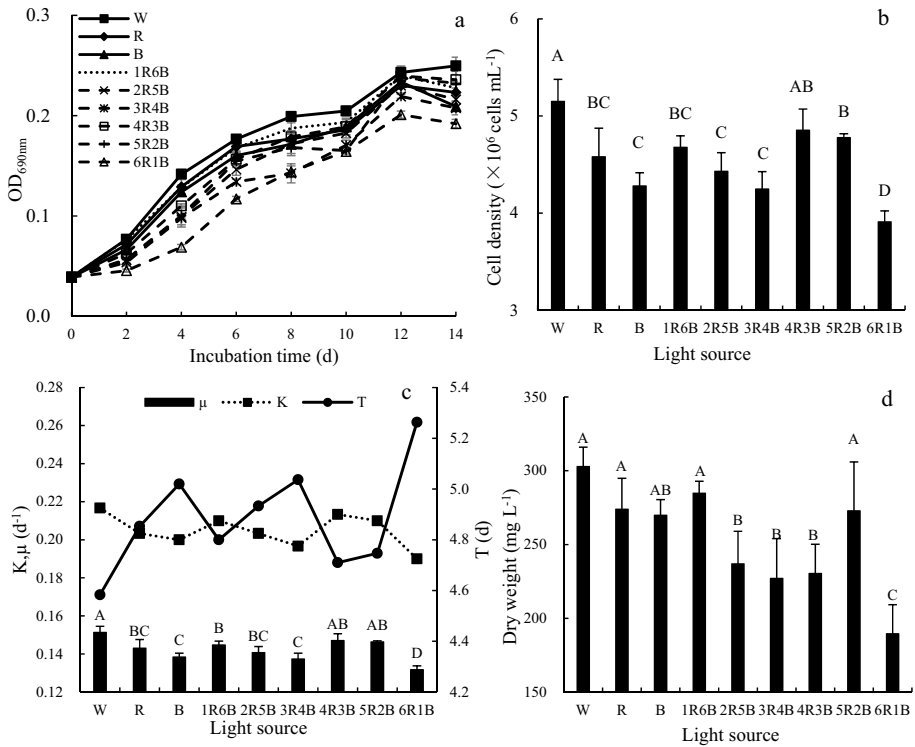 a
0.3
0.2
0.1
0.0
OD690nm
W
R
B
1R6B
2R5B
3R4B
4R3B
5R2B
6R1B
0 2 4 6 8 10 12 14
Incubation time (d)
b
6
5
4
3
Cell density (×10⁶ cells mL⁻¹)
A BC C B C C AB B D
W R B 1R6B 2R5B 3R4B 4R3B 5R2B 6R1B
Light source
c
μ K T
0.28
0.26
0.24
0.22
0.20
0.18
0.16
0.14
0.12
K,μ (d⁻¹)
5.4
5.2
5.0
4.8
4.6
4.4
4.2
T (d)
A BC C B BC C AB AB D
W R B 1R6B 2R5B 3R4B 4R3B 5R2B 6R1B
Light source
d
350
300
250
200
150
Dry weight (mg L⁻¹)
A A AB A B B B A C
W R B 1R6B 2R5B 3R4B 4R3B 5R2B 6R1B
Light source